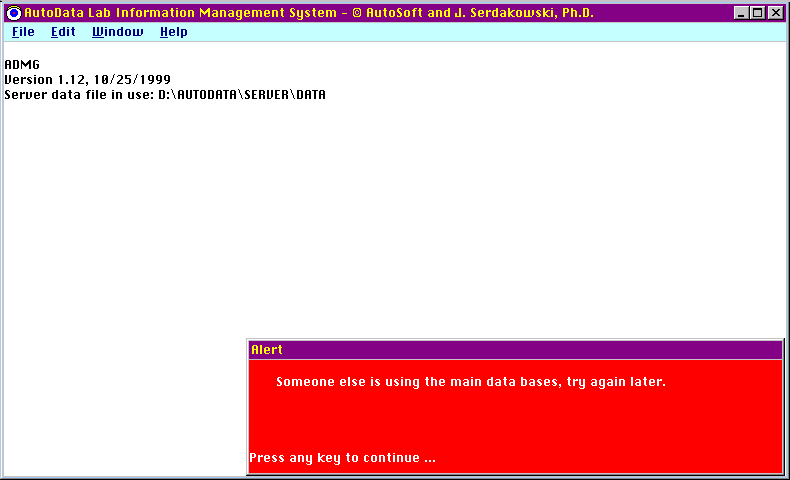 AutoData Lab Information Management System - © AutoSoft and J. Serdakowski, Ph.D.
File Edit Window Help
ADMG
Version 1.12, 10/25/1999
Server data file in use: D:\AUTODATA\SERVER\DATA
Alert
Someone else is using the main data bases, try again later.
Press any key to continue ...